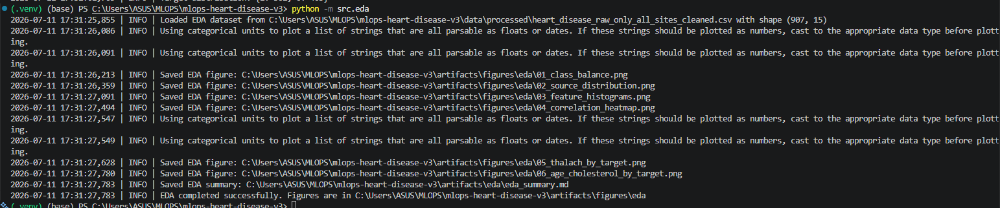 (.venv) (base) PS C:\Users\ASUS\MLOPS\mlops-heart-disease-v3> python -m src.eda
2026-07-11 17:31:25,855 | INFO | Loaded EDA dataset from C:\Users\ASUS\MLOPS\mlops-heart-disease-v3\data\processed\heart_disease_raw_only_all_sites_cleaned.csv with shape (907, 15)
2026-07-11 17:31:26,086 | INFO | Using categorical units to plot a list of strings that are all parsable as floats or dates. If these strings should be plotted as numbers, cast to the appropriate data type before plott
ing.
2026-07-11 17:31:26,091 | INFO | Using categorical units to plot a list of strings that are all parsable as floats or dates. If these strings should be plotted as numbers, cast to the appropriate data type before plott
ing.
2026-07-11 17:31:26,213 | INFO | Saved EDA figure: C:\Users\ASUS\MLOPS\mlops-heart-disease-v3\artifacts\figures\eda\01_class_balance.png
2026-07-11 17:31:26,359 | INFO | Saved EDA figure: C:\Users\ASUS\MLOPS\mlops-heart-disease-v3\artifacts\figures\eda\02_source_distribution.png
2026-07-11 17:31:27,091 | INFO | Saved EDA figure: C:\Users\ASUS\MLOPS\mlops-heart-disease-v3\artifacts\figures\eda\03_feature_histograms.png
2026-07-11 17:31:27,494 | INFO | Saved EDA figure: C:\Users\ASUS\MLOPS\mlops-heart-disease-v3\artifacts\figures\eda\04_correlation_heatmap.png
2026-07-11 17:31:27,547 | INFO | Using categorical units to plot a list of strings that are all parsable as floats or dates. If these strings should be plotted as numbers, cast to the appropriate data type before plott
ing.
2026-07-11 17:31:27,549 | INFO | Using categorical units to plot a list of strings that are all parsable as floats or dates. If these strings should be plotted as numbers, cast to the appropriate data type before plott
ing.
2026-07-11 17:31:27,628 | INFO | Saved EDA figure: C:\Users\ASUS\MLOPS\mlops-heart-disease-v3\artifacts\figures\eda\05_thalach_by_target.png
2026-07-11 17:31:27,780 | INFO | Saved EDA figure: C:\Users\ASUS\MLOPS\mlops-heart-disease-v3\artifacts\figures\eda\06_age_cholesterol_by_target.png
2026-07-11 17:31:27,783 | INFO | Saved EDA summary: C:\Users\ASUS\MLOPS\mlops-heart-disease-v3\artifacts\eda\eda_summary.md
2026-07-11 17:31:27,783 | INFO | EDA completed successfully. Figures are in C:\Users\ASUS\MLOPS\mlops-heart-disease-v3\artifacts\figures\eda
(.venv) (base) PS C:\Users\ASUS\MLOPS\mlops-heart-disease-v3>